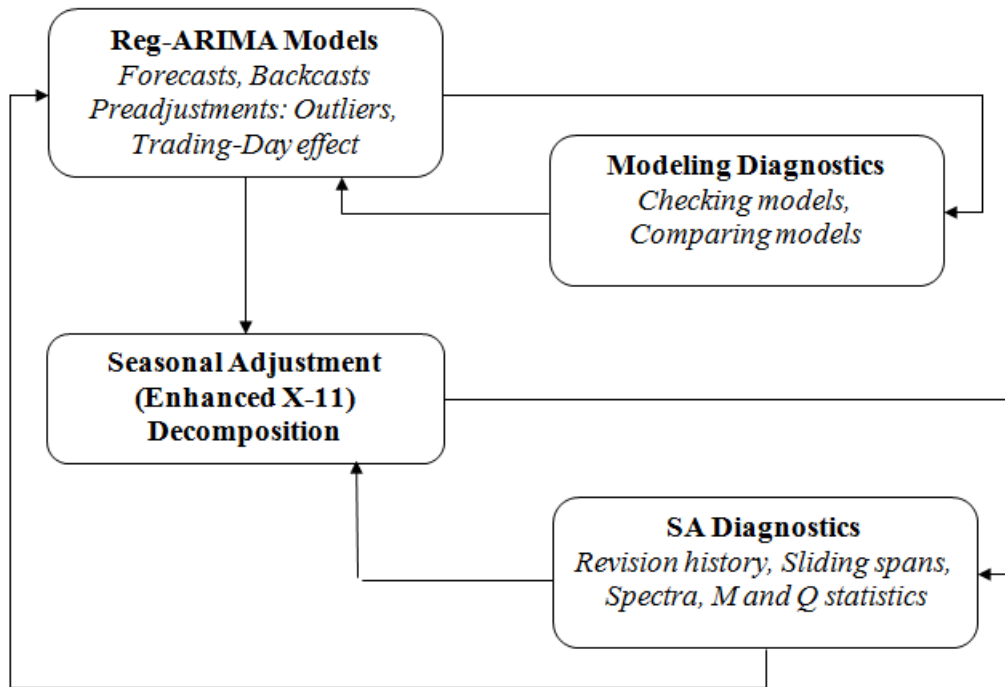 Reg-ARIMA Models
Forecasts, Backcasts
Preadjustments: Outliers,
Trading-Day effect
Modeling Diagnostics
Checking models,
Comparing models
Seasonal Adjustment
(Enhanced X-11)
Decomposition
SA Diagnostics
Revision history, Sliding spans,
Spectra, M and Q statistics